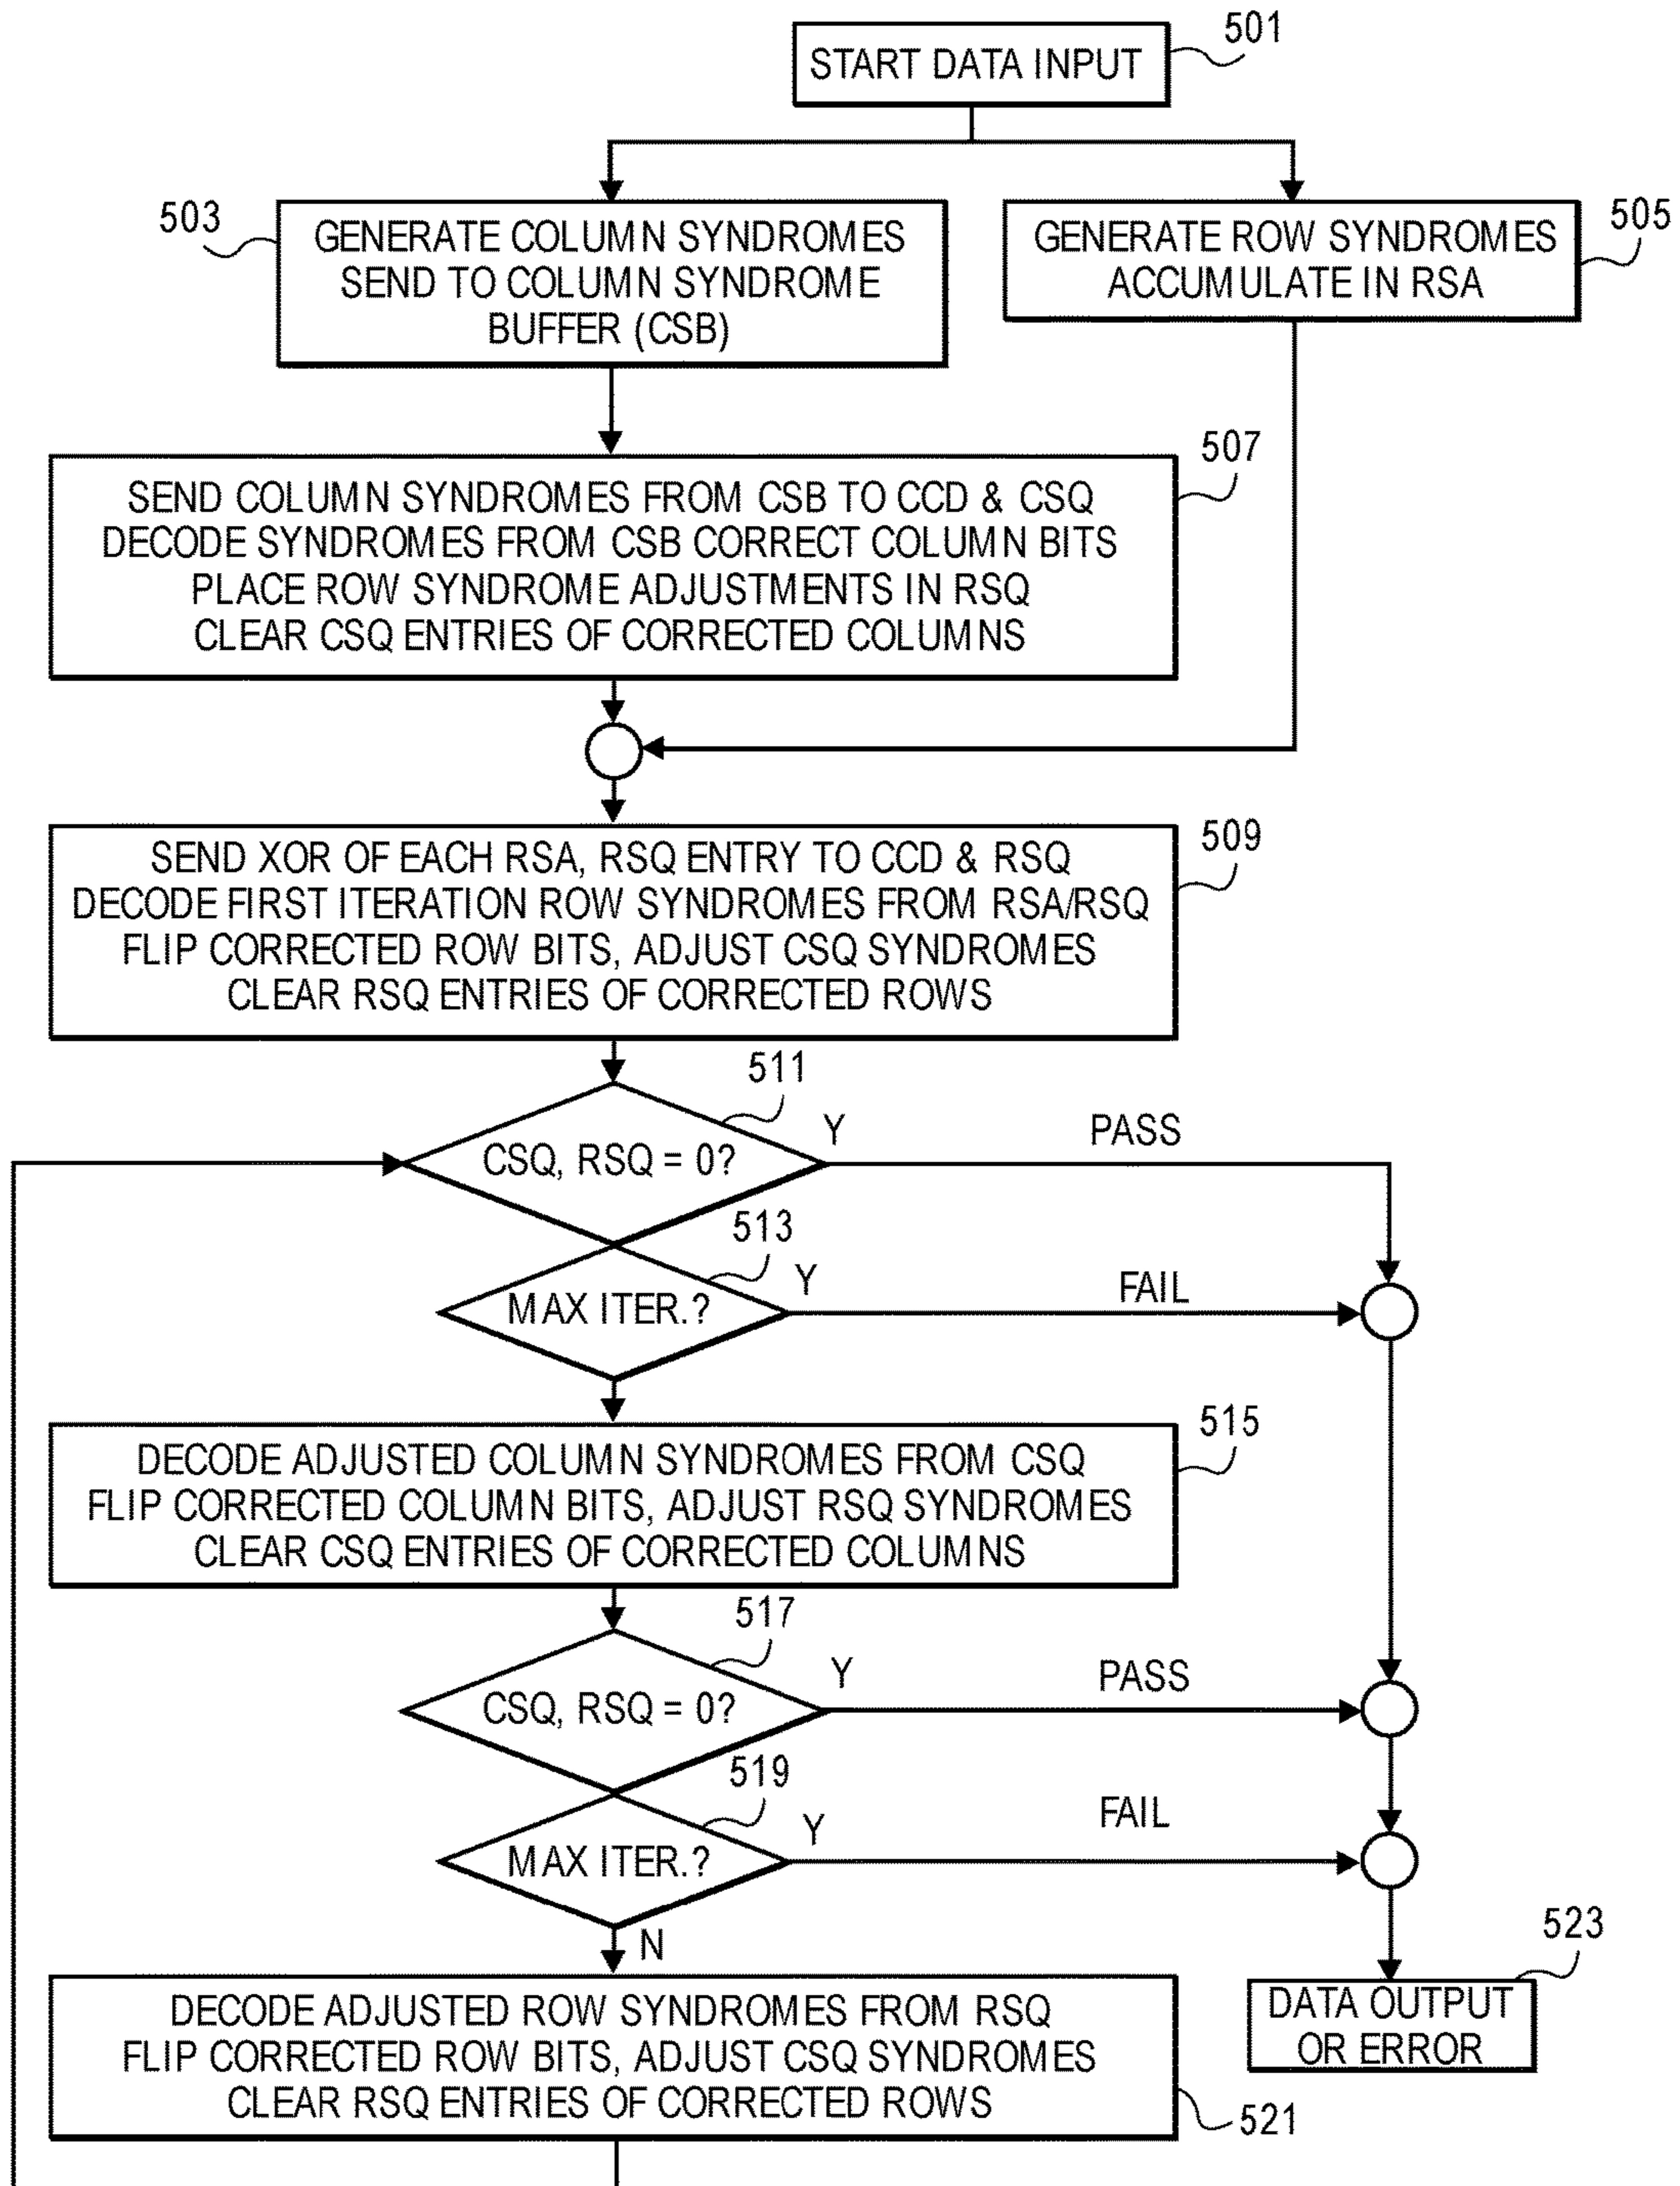 START DATA INPUT
501
503
GENERATE COLUMN SYNDROMES
SEND TO COLUMN SYNDROME
BUFFER (CSB)
GENERATE ROW SYNDROMES
ACCUMULATE IN RSA
505
507
SEND COLUMN SYNDROMES FROM CSB TO CCD & CSQ
DECODE SYNDROMES FROM CSB CORRECT COLUMN BITS
PLACE ROW SYNDROME ADJUSTMENTS IN RSQ
CLEAR CSQ ENTRIES OF CORRECTED COLUMNS
509
SEND XOR OF EACH RSA, RSQ ENTRY TO CCD & RSQ
DECODE FIRST ITERATION ROW SYNDROMES FROM RSA/RSQ
FLIP CORRECTED ROW BITS, ADJUST CSQ SYNDROMES
CLEAR RSQ ENTRIES OF CORRECTED ROWS
511
CSQ, RSQ = 0?
Y
PASS
513
MAX ITER.?
Y
FAIL
515
DECODE ADJUSTED COLUMN SYNDROMES FROM CSQ
FLIP CORRECTED COLUMN BITS, ADJUST RSQ SYNDROMES
CLEAR CSQ ENTRIES OF CORRECTED COLUMNS
517
CSQ, RSQ = 0?
Y
PASS
519
MAX ITER.?
Y
FAIL
N
523
DATA OUTPUT
OR ERROR
DECODE ADJUSTED ROW SYNDROMES FROM RSQ
FLIP CORRECTED ROW BITS, ADJUST CSQ SYNDROMES
CLEAR RSQ ENTRIES OF CORRECTED ROWS
521